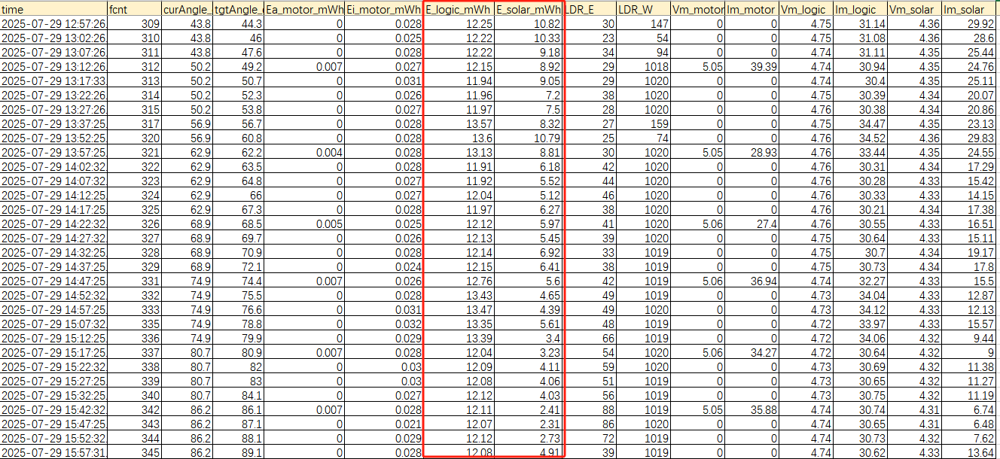 time fcnt curAngle_ tgtAngle_ Ea_motor_mWh Ei_motor_mWh E_logic_mWh E_solar_mWh LDR_E LDR_W Vm_motor Im_motor Vm_logic Im_logic Vm_solar Im_solar
2025-07-29 12:57:26. 309 43.8 44.3 0 0.028 12.25 10.82 30 147 0 0 4.75 31.14 4.36 29.92
2025-07-29 13:02:26. 310 43.8 46 0 0.025 12.22 10.33 23 54 0 0 4.75 31.08 4.36 28.6
2025-07-29 13:07:26. 311 43.8 47.6 0 0.028 12.22 9.18 34 94 0 0 4.74 31.11 4.35 25.44
2025-07-29 13:12:26. 312 50.2 49.2 0.007 0.027 12.15 8.92 29 1018 5.05 39.39 4.74 30.94 4.35 24.76
2025-07-29 13:17:33. 313 50.2 50.7 0 0.031 11.94 9.05 29 1020 0 0 4.74 30.4 4.35 25.11
2025-07-29 13:22:26. 314 50.2 52.3 0 0.026 11.96 7.2 38 1020 0 0 4.75 30.39 4.34 20.07
2025-07-29 13:27:26. 315 50.2 53.8 0 0.027 11.97 7.5 28 1020 0 0 4.76 30.38 4.34 20.86
2025-07-29 13:37:25. 317 56.9 56.7 0 0.028 13.57 8.32 27 159 0 0 4.75 34.47 4.35 23.13
2025-07-29 13:52:25. 320 56.9 60.8 0 0.028 13.6 10.79 25 74 0 0 4.76 34.52 4.36 29.83
2025-07-29 13:57:25. 321 62.9 62.2 0.004 0.028 13.13 8.81 30 1020 5.05 28.93 4.76 33.44 4.35 24.55
2025-07-29 14:02:32. 322 62.9 63.5 0 0.028 11.91 6.18 42 1020 0 0 4.76 30.31 4.34 17.29
2025-07-29 14:07:32. 323 62.9 64.8 0 0.027 11.92 5.52 44 1020 0 0 4.76 30.28 4.33 15.42
2025-07-29 14:12:25. 324 62.9 66 0 0.027 12.04 5.12 46 1020 0 0 4.76 30.33 4.33 14.15
2025-07-29 14:17:25. 325 62.9 67.3 0 0.028 11.97 6.27 38 1020 0 0 4.76 30.21 4.34 17.38
2025-07-29 14:22:32. 326 68.9 68.5 0.005 0.025 12.12 5.97 41 1020 5.06 27.4 4.76 30.55 4.33 16.51
2025-07-29 14:27:32. 327 68.9 69.7 0 0.026 12.13 5.45 39 1020 0 0 4.75 30.64 4.33 15.11
2025-07-29 14:32:25. 328 68.9 70.9 0 0.028 12.14 6.92 33 1019 0 0 4.75 30.7 4.34 19.17
2025-07-29 14:37:25. 329 68.9 72.1 0 0.024 12.15 6.41 38 1019 0 0 4.75 30.73 4.34 17.8
2025-07-29 14:47:25. 331 74.9 74.4 0.007 0.026 12.76 5.6 42 1019 5.06 36.94 4.74 32.27 4.33 15.5
2025-07-29 14:52:32. 332 74.9 75.5 0 0.028 13.43 4.65 49 1019 0 0 4.73 34.04 4.33 12.87
2025-07-29 14:57:25. 333 74.9 76.6 0 0.031 13.47 4.39 49 1020 0 0 4.73 34.12 4.33 12.13
2025-07-29 15:07:32. 335 74.9 78.8 0 0.032 13.35 5.61 48 1019 0 0 4.72 33.97 4.33 15.57
2025-07-29 15:12:25. 336 74.9 79.9 0 0.029 13.39 3.4 66 1019 0 0 4.72 34.06 4.32 9.44
2025-07-29 15:17:25. 337 80.7 80.9 0.007 0.028 12.04 3.23 54 1020 5.06 34.27 4.72 30.64 4.32 9
2025-07-29 15:22:32. 338 80.7 82 0 0.03 12.09 4.11 59 1020 0 0 4.73 30.69 4.32 11.38
2025-07-29 15:27:25. 339 80.7 83 0 0.03 12.08 4.06 51 1019 0 0 4.73 30.65 4.32 11.27
2025-07-29 15:32:25. 340 80.7 84.1 0 0.027 12.12 4.03 56 1019 0 0 4.73 30.75 4.32 11.19
2025-07-29 15:42:32. 342 86.2 86.1 0.007 0.028 12.11 2.41 88 1019 5.05 35.88 4.74 30.74 4.31 6.74
2025-07-29 15:47:25. 343 86.2 87.1 0 0.021 12.07 2.31 86 1020 0 0 4.74 30.65 4.31 6.48
2025-07-29 15:52:32. 344 86.2 88.1 0 0.029 12.12 2.73 72 1019 0 0 4.74 30.73 4.32 7.62
2025-07-29 15:57:31. 345 86.2 89.1 0 0.028 12.08 4.91 39 1019 0 0 4.74 30.62 4.33 13.64